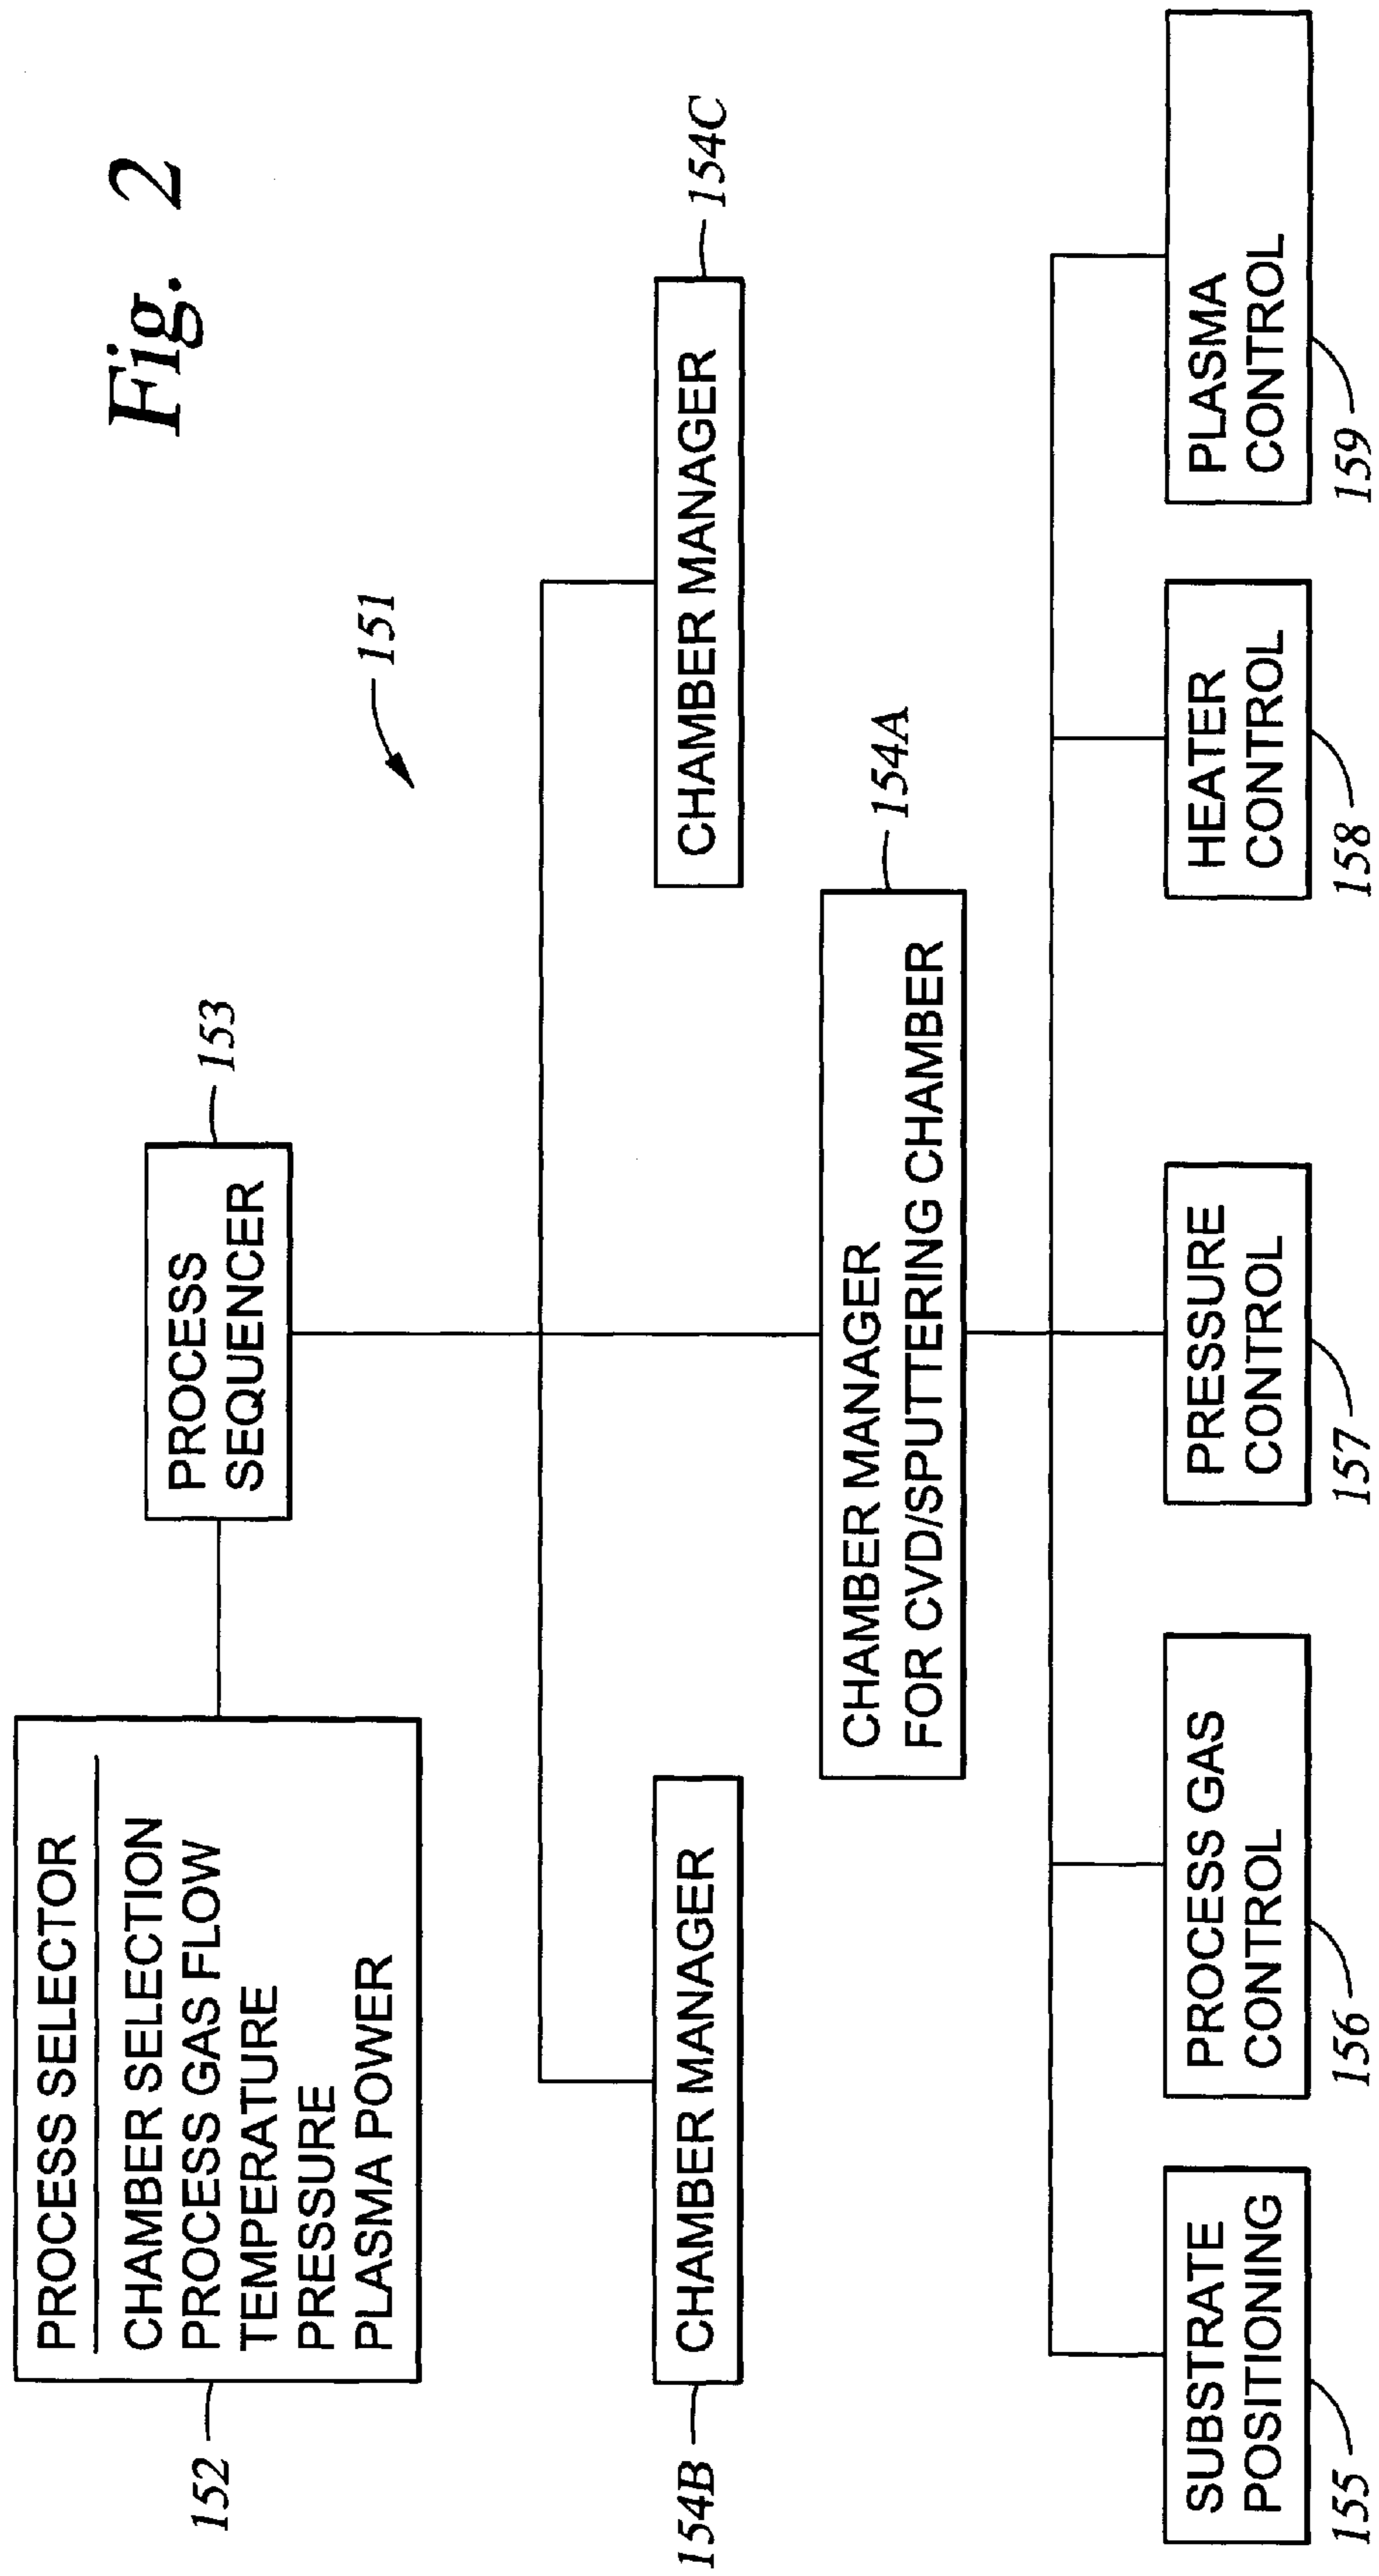 Fig. 2
151
152
PROCESS SELECTOR
CHAMBER SELECTION
PROCESS GAS FLOW
TEMPERATURE
PRESSURE
PLASMA POWER
PROCESS
SEQUENCER
153
154B
CHAMBER MANAGER
CHAMBER MANAGER
154C
CHAMBER MANAGER
FOR CVD/SPUTTERING CHAMBER
154A
SUBSTRATE
POSITIONING
155
PROCESS GAS
CONTROL
156
PRESSURE
CONTROL
157
HEATER
CONTROL
158
PLASMA
CONTROL
159